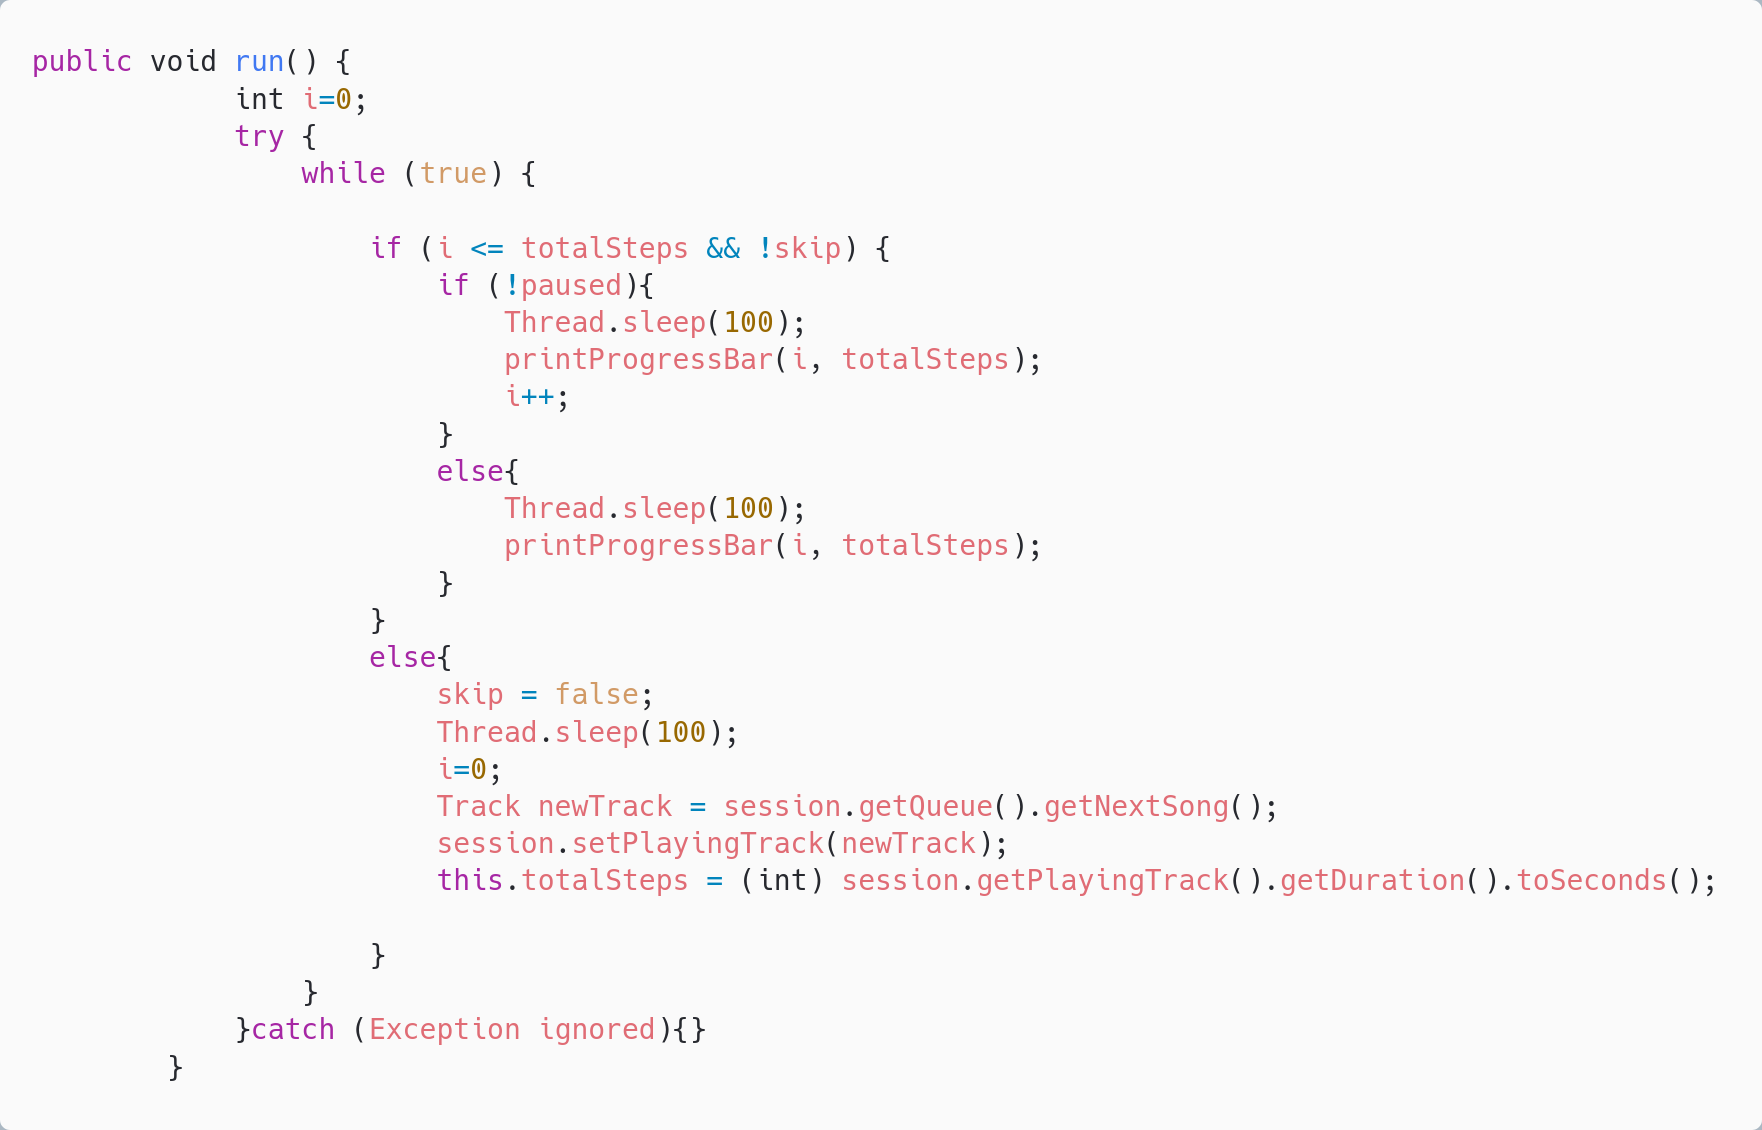 public void run() {
            int i=0;
            try {
                while (true) {

                    if (i <= totalSteps && !skip) {
                        if (!paused){
                            Thread.sleep(100);
                            printProgressBar(i, totalSteps);
                            i++;
                        }
                        else{
                            Thread.sleep(100);
                            printProgressBar(i, totalSteps);
                        }
                    }
                    else{
                        skip = false;
                        Thread.sleep(100);
                        i=0;
                        Track newTrack = session.getQueue().getNextSong();
                        session.setPlayingTrack(newTrack);
                        this.totalSteps = (int) session.getPlayingTrack().getDuration().toSeconds();

                    }
                }
            }catch (Exception ignored){}
        }